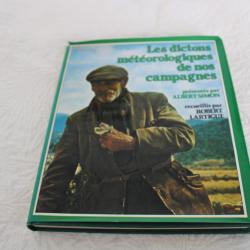 Les dictons
météorologiques
de nos
campagnes
présentés par
ALBERT SIMON
recueillis par
ROBERT
LARTIGUE